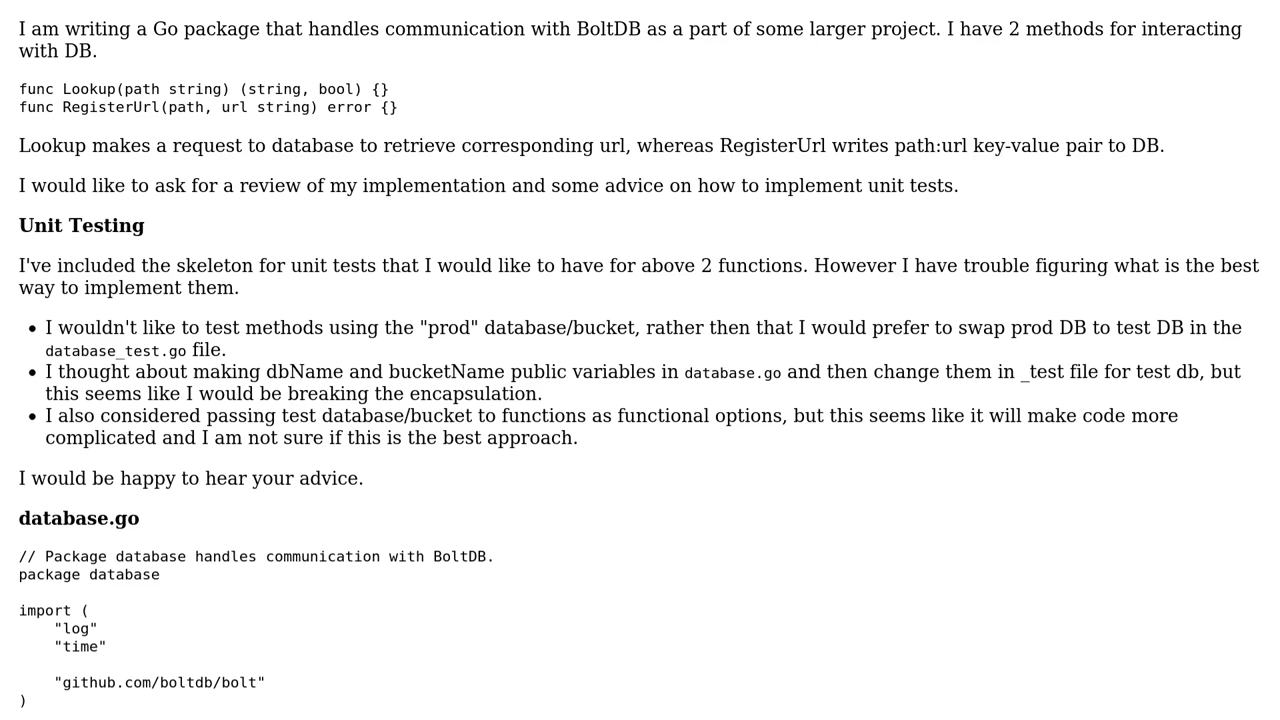 I am writing a Go package that handles communication with BoltDB as a part of some larger project. I have 2 methods for interacting
with DB.
func Lookup(path string) (string, bool) {}
func RegisterUrl(path, url string) error {}
Lookup makes a request to database to retrieve corresponding url, whereas RegisterUrl writes path:url key-value pair to DB.
I would like to ask for a review of my implementation and some advice on how to implement unit tests.
Unit Testing
I've included the skeleton for unit tests that I would like to have for above 2 functions. However I have trouble figuring what is the best
way to implement them.
• I wouldn't like to test methods using the "prod" database/bucket, rather then that I would prefer to swap prod DB to test DB in the
database_test.go file.
• I thought about making dbName and bucketName public variables in database.go and then change them in _test file for test db, but
this seems like I would be breaking the encapsulation.
• I also considered passing test database/bucket to functions as functional options, but this seems like it will make code more
complicated and I am not sure if this is the best approach.
I would be happy to hear your advice.
database.go
// Package database handles communication with BoltDB.
package database
import (
"log"
"time"
"github.com/boltdb/bolt"
)